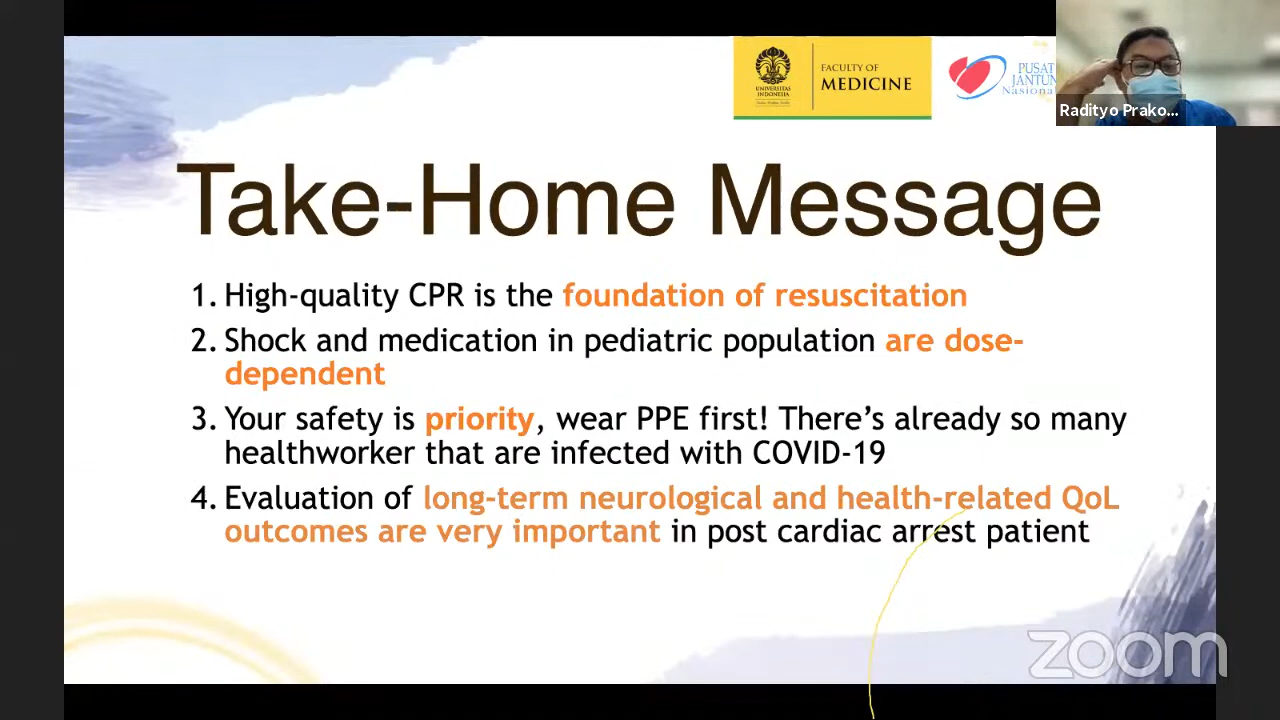 UNIVERSITAS
INDONESIA
FACULTY OF
MEDICINE
PUSAT
JANTUN
Nasional
Radityo Prako...
Take-Home Message
1. High-quality CPR is the foundation of resuscitation
2. Shock and medication in pediatric population are dose-
dependent
3. Your safety is priority, wear PPE first! There's already so many
healthworker that are infected with COVID-19
4. Evaluation of long-term neurological and health-related QoL
outcomes are very important in post cardiac arrest patient
zoom